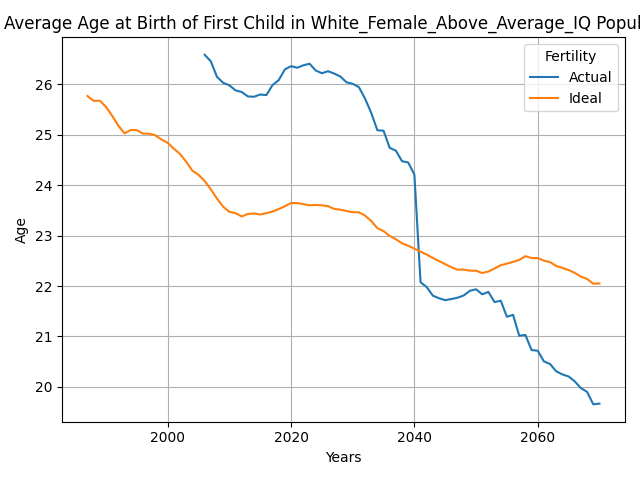 Average Age at Birth of First Child in White_Female_Above_Average_IQ Popul
Fertility
Actual
Ideal
26
25
24
23
22
21
20
Age
2000 2020 2040 2060
Years